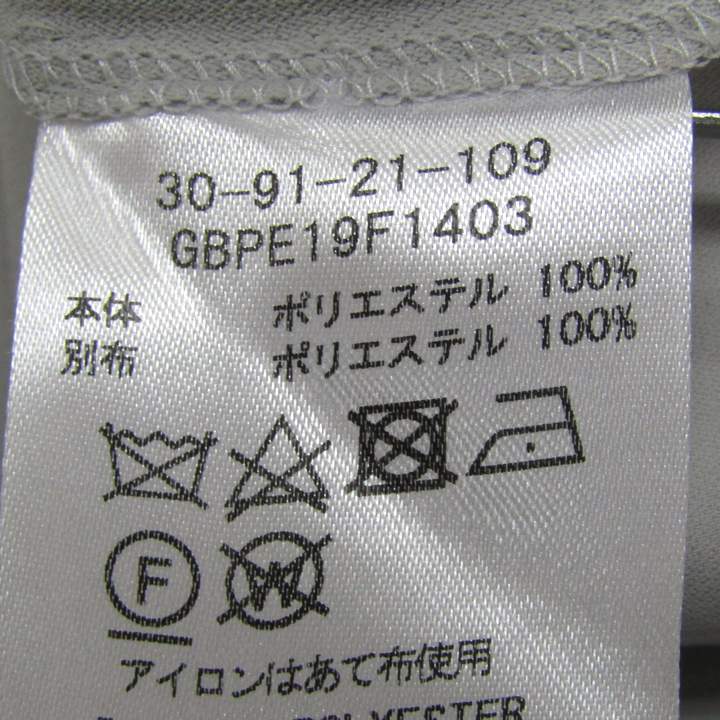 30-91-21-109
GBPE19F1403
本体 ポリエステル 100%
別布 ポリエステル 100%
F
W
アイロンはあて布使用
POLYESTER